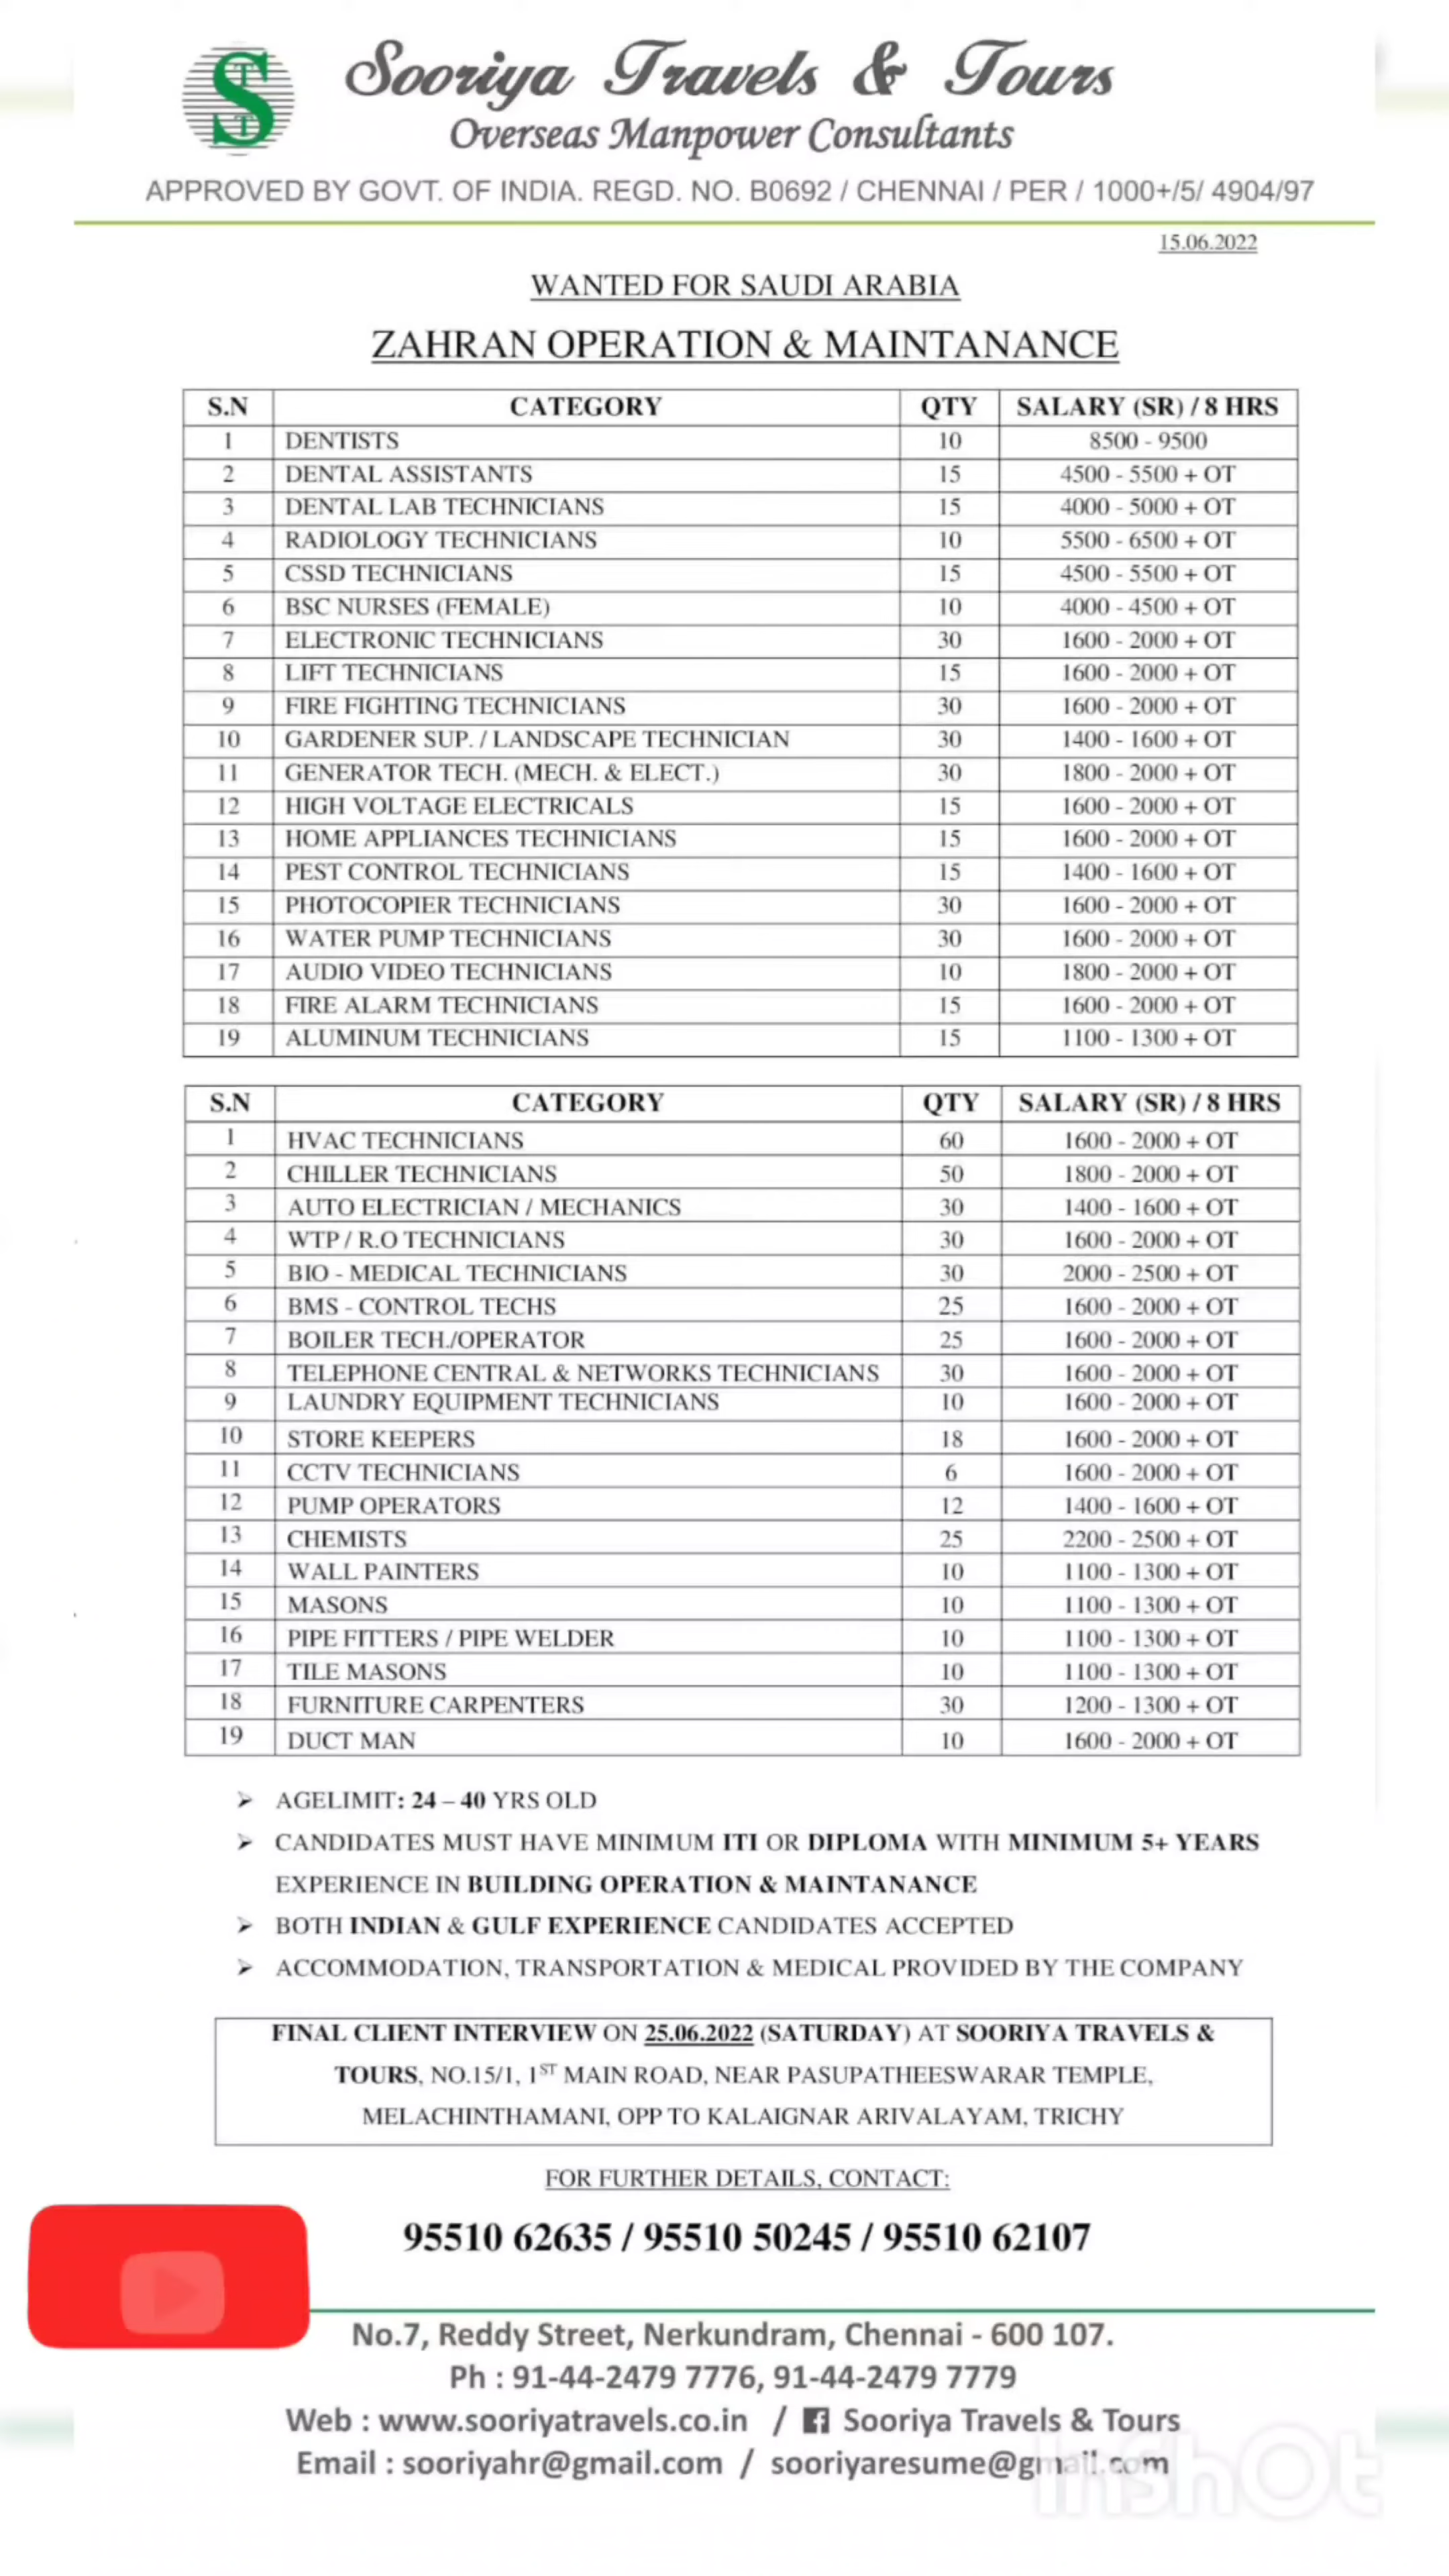 Sooriya Travels & Tours
Overseas Manpower Consultants
APPROVED BY GOVT. OF INDIA. REGD. NO. B0692 / CHENNAI / PER / 1000+/5/ 4904/97
15.06.2022
WANTED FOR SAUDI ARABIA
ZAHRAN OPERATION & MAINTANANCE
S.N CATEGORY QTY SALARY (SR) / 8 HRS
1 DENTISTS 10 8500 - 9500
2 DENTAL ASSISTANTS 15 4500 - 5500 + OT
3 DENTAL LAB TECHNICIANS 15 4000 - 5000 + OT
4 RADIOLOGY TECHNICIANS 10 5500 - 6500 + OT
5 CSSD TECHNICIANS 15 4500 - 5500 + OT
6 BSC NURSES (FEMALE) 10 4000 - 4500 + OT
7 ELECTRONIC TECHNICIANS 30 1600 - 2000 + OT
8 LIFT TECHNICIANS 15 1600 - 2000 + OT
9 FIRE FIGHTING TECHNICIANS 30 1600 - 2000 + OT
10 GARDENER SUP. / LANDSCAPE TECHNICIAN 30 1400 - 1600 + OT
11 GENERATOR TECH. (MECH. & ELECT.) 30 1800 - 2000 + OT
12 HIGH VOLTAGE ELECTRICALS 15 1600 - 2000 + OT
13 HOME APPLIANCES TECHNICIANS 15 1600 - 2000 + OT
14 PEST CONTROL TECHNICIANS 15 1400 - 1600 + OT
15 PHOTOCOPIER TECHNICIANS 30 1600 - 2000 + OT
16 WATER PUMP TECHNICIANS 30 1600 - 2000 + OT
17 AUDIO VIDEO TECHNICIANS 10 1800 - 2000 + OT
18 FIRE ALARM TECHNICIANS 15 1600 - 2000 + OT
19 ALUMINUM TECHNICIANS 15 1100 - 1300 + OT
S.N CATEGORY QTY SALARY (SR) / 8 HRS
1 HVAC TECHNICIANS 60 1600 - 2000 + OT
2 CHILLER TECHNICIANS 50 1800 - 2000 + OT
3 AUTO ELECTRICIAN / MECHANICS 30 1400 - 1600 + OT
4 WTP / R.O TECHNICIANS 30 1600 - 2000 + OT
5 BIO - MEDICAL TECHNICIANS 30 2000 - 2500 + OT
6 BMS - CONTROL TECHS 25 1600 - 2000 + OT
7 BOILER TECH./OPERATOR 25 1600 - 2000 + OT
8 TELEPHONE CENTRAL & NETWORKS TECHNICIANS 30 1600 - 2000 + OT
9 LAUNDRY EQUIPMENT TECHNICIANS 10 1600 - 2000 + OT
10 STORE KEEPERS 18 1600 - 2000 + OT
11 CCTV TECHNICIANS 6 1600 - 2000 + OT
12 PUMP OPERATORS 12 1400 - 1600 + OT
13 CHEMISTS 25 2200 - 2500 + OT
14 WALL PAINTERS 10 1100 - 1300 + OT
15 MASONS 10 1100 - 1300 + OT
16 PIPE FITTERS / PIPE WELDER 10 1100 - 1300 + OT
17 TILE MASONS 10 1100 - 1300 + OT
18 FURNITURE CARPENTERS 30 1200 - 1300 + OT
19 DUCT MAN 10 1600 - 2000 + OT
➢ AGELIMIT: 24 – 40 YRS OLD
➢ CANDIDATES MUST HAVE MINIMUM ITI OR DIPLOMA WITH MINIMUM 5+ YEARS
EXPERIENCE IN BUILDING OPERATION & MAINTANANCE
➢ BOTH INDIAN & GULF EXPERIENCE CANDIDATES ACCEPTED
➢ ACCOMMODATION, TRANSPORTATION & MEDICAL PROVIDED BY THE COMPANY
FINAL CLIENT INTERVIEW ON 25.06.2022 (SATURDAY) AT SOORIYA TRAVELS &
TOURS, NO.15/1, 1ST MAIN ROAD, NEAR PASUPATHEESWARAR TEMPLE,
MELACHINTHAMANI, OPP TO KALAIGNAR ARIVALAYAM, TRICHY
FOR FURTHER DETAILS, CONTACT:
95510 62635 / 95510 50245 / 95510 62107
No.7, Reddy Street, Nerkundram, Chennai - 600 107.
Ph : 91-44-2479 7776, 91-44-2479 7779
Web : www.sooriyatravels.co.in / Sooriya Travels & Tours
Email : sooriyahr@gmail.com / sooriyaresume@gmail.com
InShOt